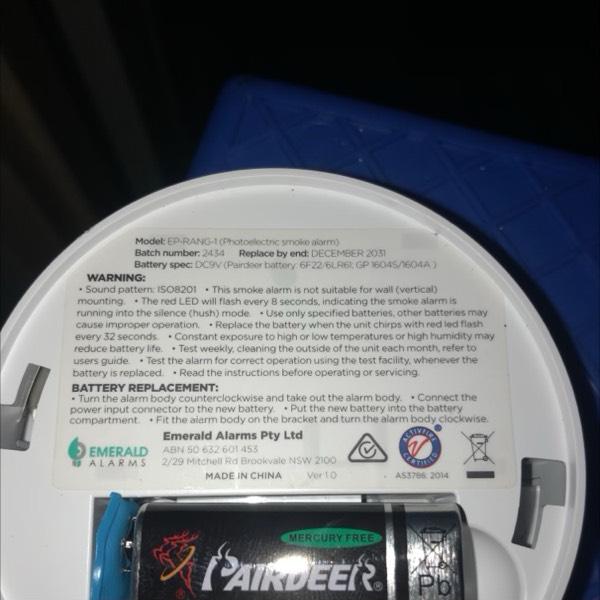 Model: EP-RANG-1 (Photoelectric smoke alarm)
Batch number: 2434 Replace by end: DECEMBER 2031
Battery spec: DC9V (Pairdeer battery: 6F22/6LR61; GP 1604S/1604A )
WARNING:
• Sound pattern: ISO8201 • This smoke alarm is not suitable for wall (vertical)
mounting. • The red LED will flash every 8 seconds, indicating the smoke alarm is
running into the silence (hush) mode. • Use only specified batteries, other batteries may
cause improper operation. • Replace the battery when the unit chirps with red led flash
every 32 seconds. • Constant exposure to high or low temperatures or high humidity may
reduce battery life. • Test weekly, cleaning the outside of the unit each month, refer to
users guide. • Test the alarm for correct operation using the test facility, whenever the
battery is replaced. • Read the instructions before operating or servicing.
BATTERY REPLACEMENT:
• Turn the alarm body counterclockwise and take out the alarm body. • Connect the
power input connector to the new battery. • Put the new battery into the battery
compartment. • Fit the alarm body on the bracket and turn the alarm body clockwise.
EMERALD
ALARMS
Emerald Alarms Pty Ltd
ABN 50 632 601 453
2/29 Mitchell Rd Brookvale NSW 2100
MADE IN CHINA Ver 1.0
ACTIVFIRE
CERTIFIED
AS3786: 2014
MERCURY FREE
PAIRDEER®
Pb